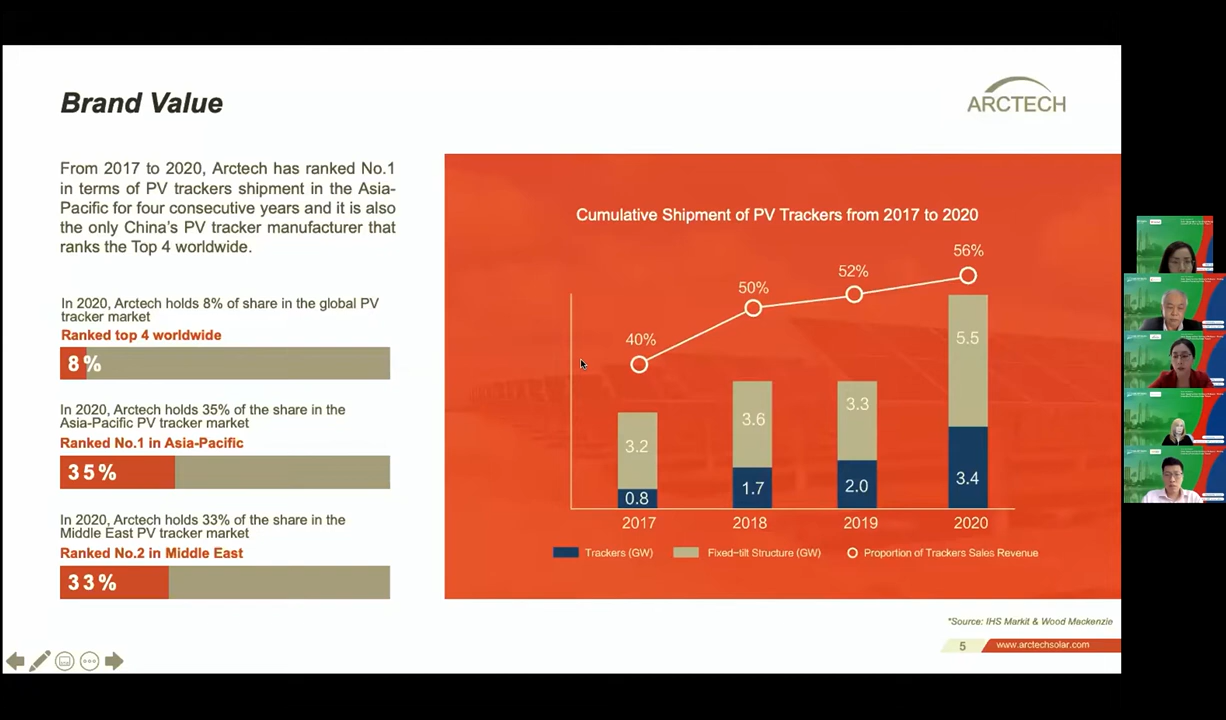 Brand Value
ARCTECH
From 2017 to 2020, Arctech has ranked No.1
in terms of PV trackers shipment in the Asia-
Pacific for four consecutive years and it is also
the only China's PV tracker manufacturer that
ranks the Top 4 worldwide.
In 2020, Arctech holds 8% of share in the global PV
tracker market
Ranked top 4 worldwide
8%
In 2020, Arctech holds 35% of the share in the
Asia-Pacific PV tracker market
Ranked No.1 in Asia-Pacific
35%
In 2020, Arctech holds 33% of the share in the
Middle East PV tracker market
Ranked No.2 in Middle East
33%
Cumulative Shipment of PV Trackers from 2017 to 2020
40%
50%
52%
56%
3.2
3.6
3.3
5.5
0.8
1.7
2.0
3.4
2017
2018
2019
2020
Trackers (GW)
Fixed-tilt Structure (GW)
Proportion of Trackers Sales Revenue
*Source: IHS Markit & Wood Mackenzie
5
www.arctechsolar.com